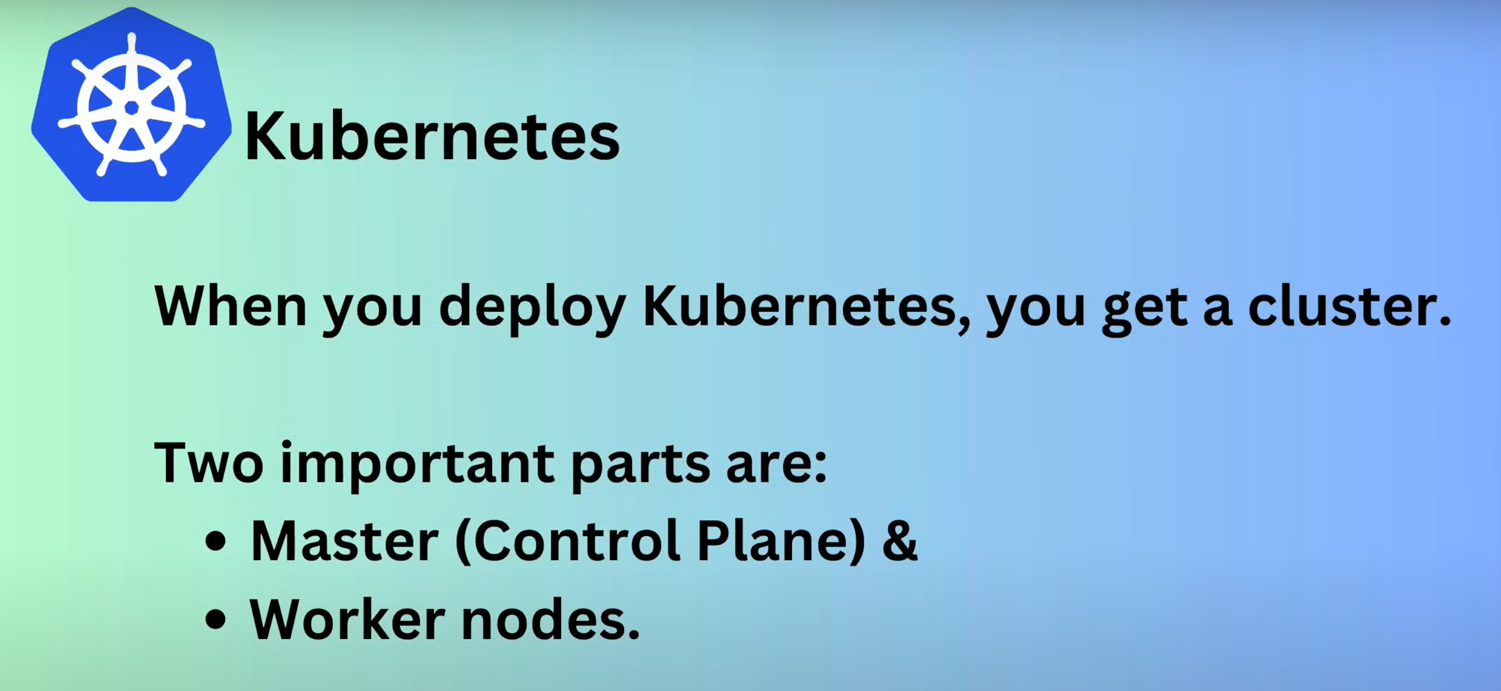 Kubernetes
When you deploy Kubernetes, you get a cluster.
Two important parts are:
• Master (Control Plane) &
• Worker nodes.